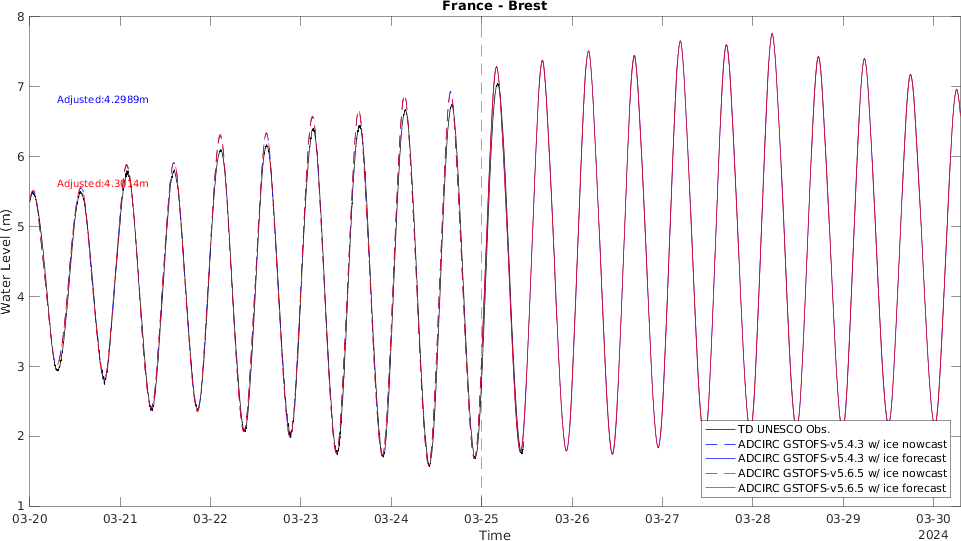 France - Brest
8
7
6
5
4
3
2
1
Water Level (m)
Adjusted:4.2989m
Adjusted:4.3014m
TD UNESCO Obs.
ADCIRC GSTOFS-v5.4.3 w/ ice nowcast
ADCIRC GSTOFS-v5.4.3 w/ ice forecast
ADCIRC GSTOFS-v5.6.5 w/ ice nowcast
ADCIRC GSTOFS-v5.6.5 w/ ice forecast
03-20 03-21 03-22 03-23 03-24 03-25 03-26 03-27 03-28 03-29 03-30
Time
2024